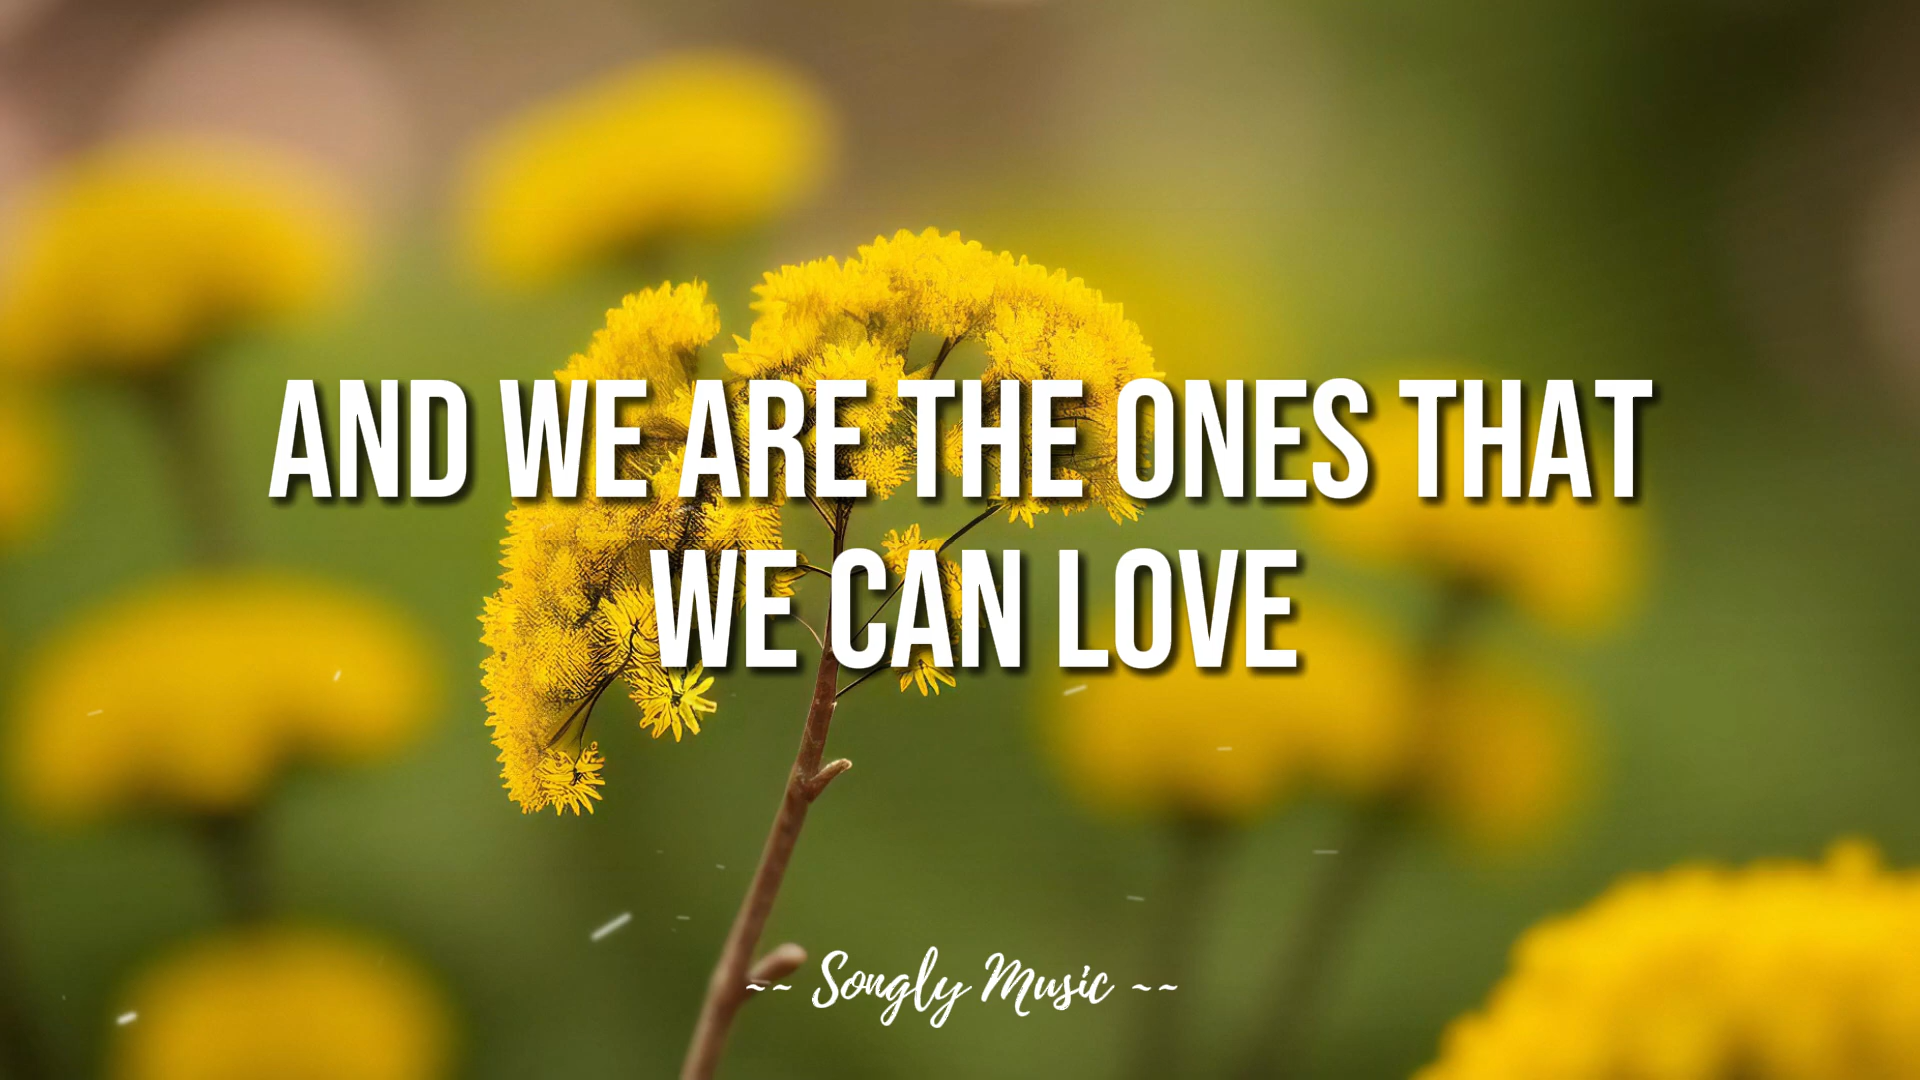 AND WE ARE THE ONES THAT
WE CAN LOVE
~~ Songly Music ~~